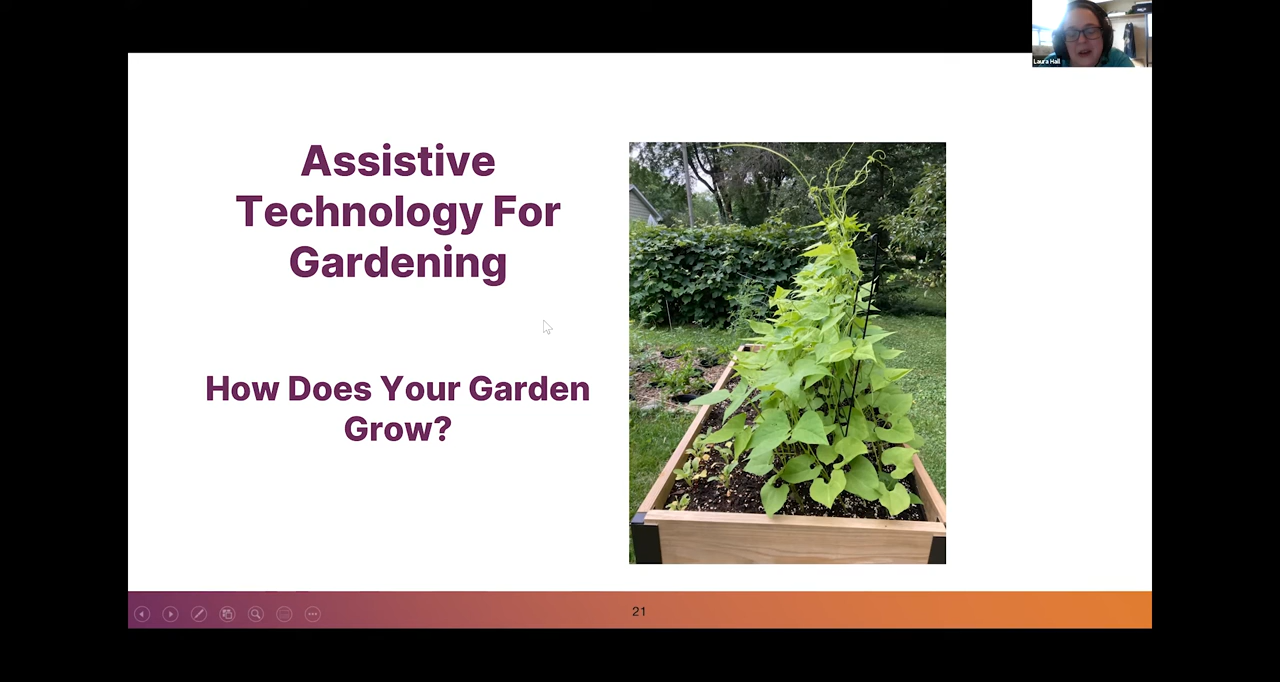 Laura Hall
Assistive
Technology For
Gardening
How Does Your Garden
Grow?
21